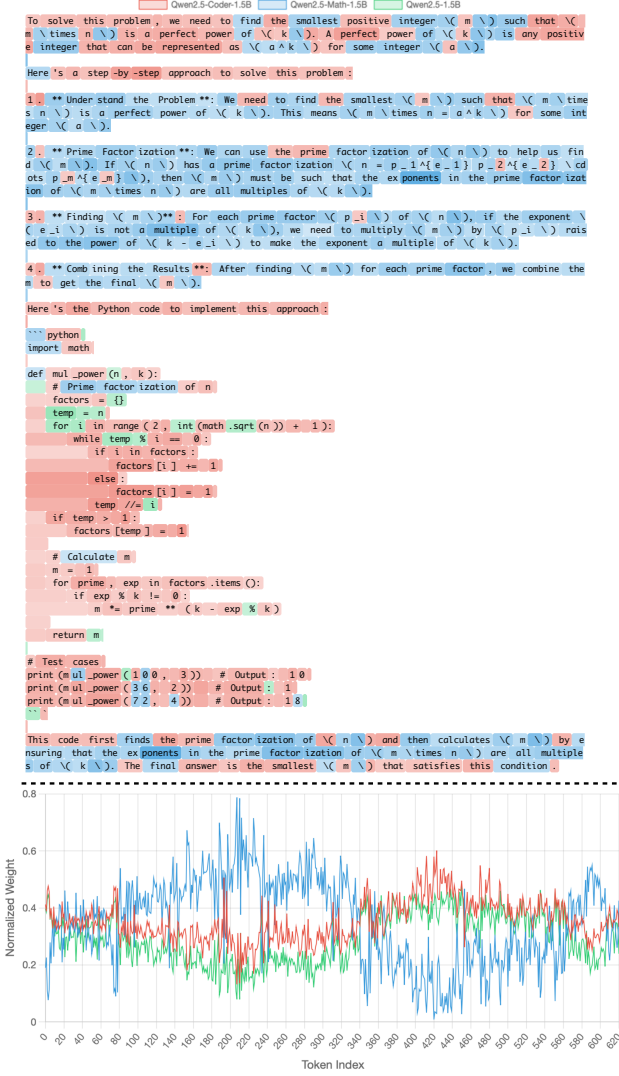 Qwen2.5-Coder-1.5B Qwen2.5-Math-1.5B Qwen2.5-1.5B
To solve this problem, we need to find the smallest positive integer \( m \) such that \(
m \times n \) is a perfect power of \( k \). A perfect power of \( k \) is any positiv
e integer that can be represented as \( a^k \) for some integer \( a \).
Here's a step-by-step approach to solve this problem:
1. **Understand the Problem**: We need to find the smallest \( m \) such that \( m \time
s n \) is a perfect power of \( k \). This means \( m \times n = a^k \) for some int
eger \( a \).
2. **Prime Factorization**: We can use the prime factorization of \( n \) to help us fin
d \( m \). If \( n \) has a prime factorization \( n = p_1^{e_1} p_2^{e_2} \cd
ots p_m^{e_m} \), then \( m \) must be such that the exponents in the prime factorizat
ion of \( m \times n \) are all multiples of \( k \).
3. **Finding \( m \)**: For each prime factor \( p_i \) of \( n \), if the exponent \
( e_i \) is not a multiple of \( k \), we need to multiply \( m \) by \( p_i \) rais
ed to the power of \( k - e_i \) to make the exponent a multiple of \( k \).
4. **Combining the Results**: After finding \( m \) for each prime factor, we combine the
m to get the final \( m \).
Here's the Python code to implement this approach:
```python
import math
def mul_power(n, k):
# Prime factorization of n
factors = {}
temp = n
for i in range(2, int(math.sqrt(n)) + 1):
while temp % i == 0:
if i in factors:
factors[i] += 1
else:
factors[i] = 1
temp //= i
if temp > 1:
factors[temp] = 1
# Calculate m
m = 1
for prime, exp in factors.items():
if exp % k != 0:
m *= prime ** (k - exp % k)
return m
# Test cases
print(mul_power(100, 3)) # Output: 10
print(mul_power(36, 2)) # Output: 1
print(mul_power(72, 4)) # Output: 18
```
This code first finds the prime factorization of \( n \) and then calculates \( m \) by e
nsuring that the exponents in the prime factorization of \( m \times n \) are all multiple
s of \( k \). The final answer is the smallest \( m \) that satisfies this condition.
0.8
0.6
0.4
0.2
0
Normalized Weight
0 20 40 60 80 100 120 140 160 180 200 220 240 260 280 300 320 340 360 380 400 420 440 460 480 500 520 540 560 580 600 620
Token Index